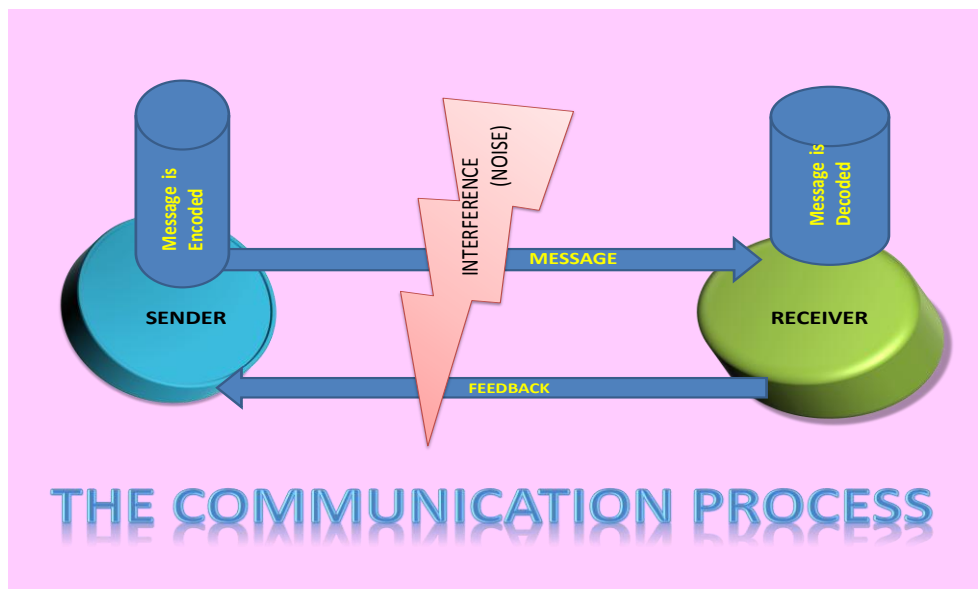 Message is
Encoded
INTERFERENCE
(NOISE)
Message is
Decoded
MESSAGE
SENDER
RECEIVER
FEEDBACK
THE COMMUNICATION PROCESS